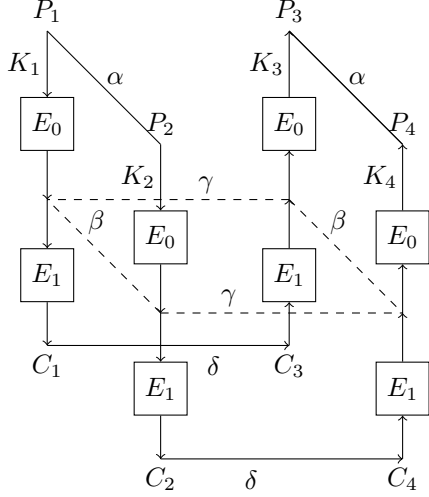 P₁ P₃
K₁ α K₃ α
E₀ P₂ E₀ P₄
K₂ γ K₄
β E₀ β E₀
E₁ E₁
γ
C₁ δ C₃
E₁ E₁
C₂ δ C₄